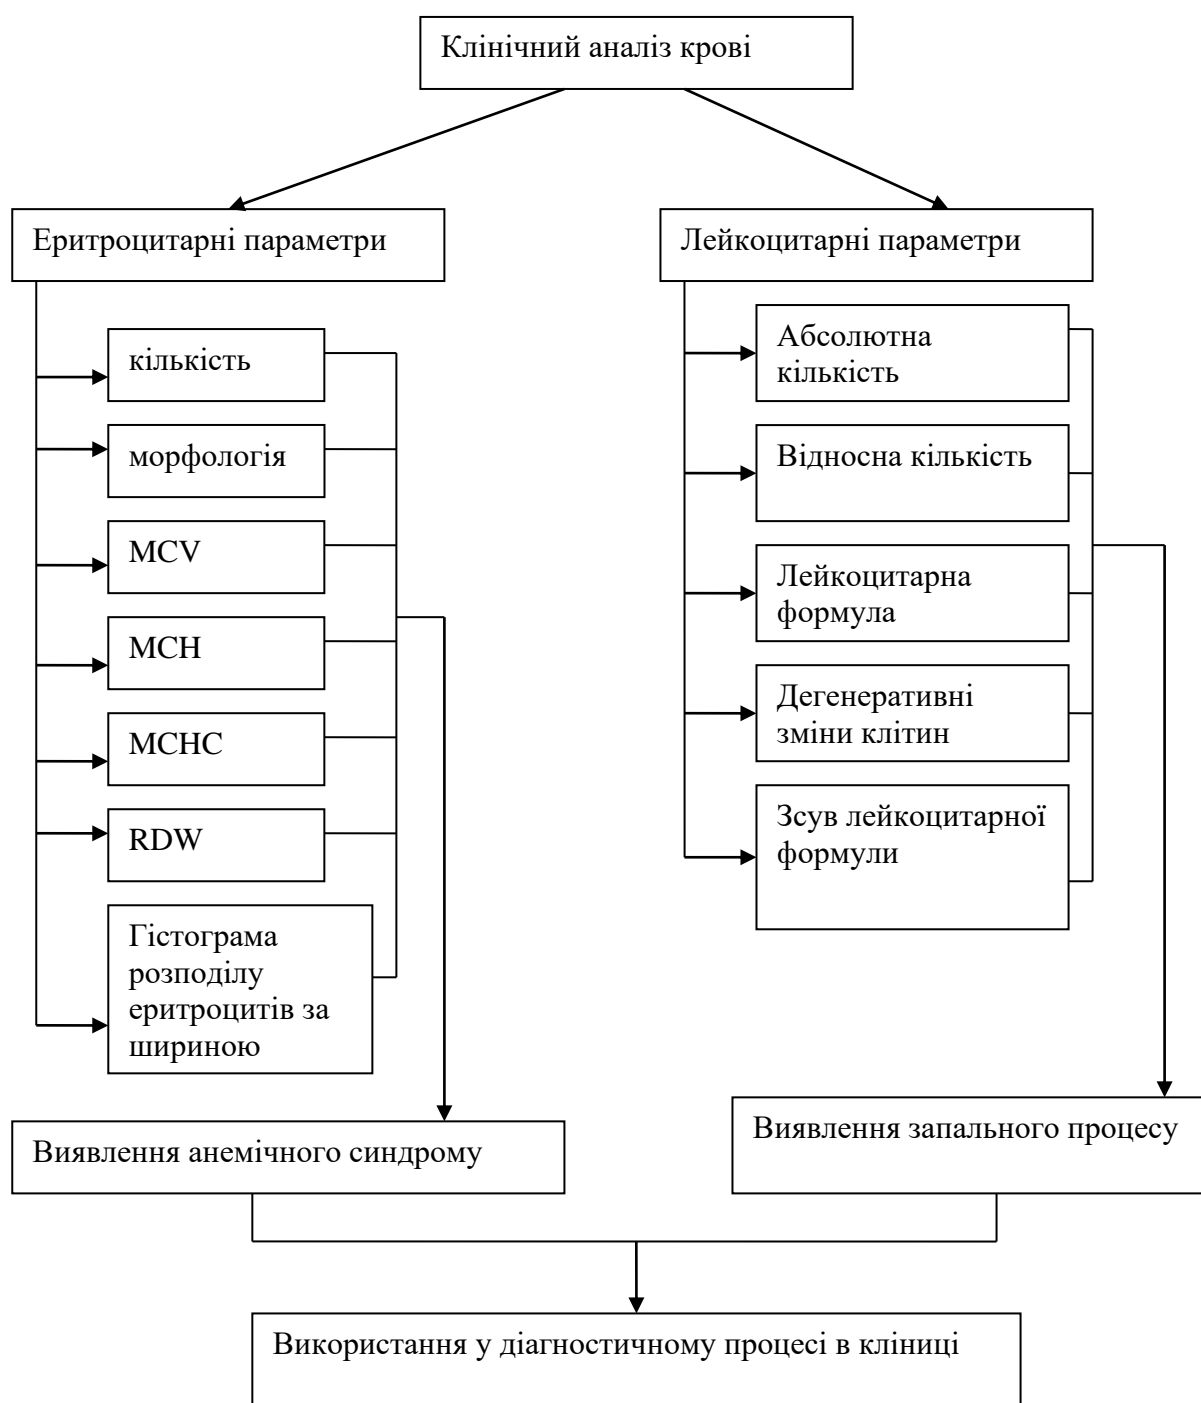 Клінічний аналіз крові
Еритроцитарні параметри
кількість
морфологія
MCV
MCH
MCHC
RDW
Гістограма
розподілу
еритроцитів за
шириною
Виявлення анемічного синдрому
Лейкоцитарні параметри
Абсолютна
кількість
Відносна кількість
Лейкоцитарна
формула
Дегенеративні
зміни клітин
Зсув лейкоцитарної
формули
Виявлення запального процесу
Використання у діагностичному процесі в кліниці